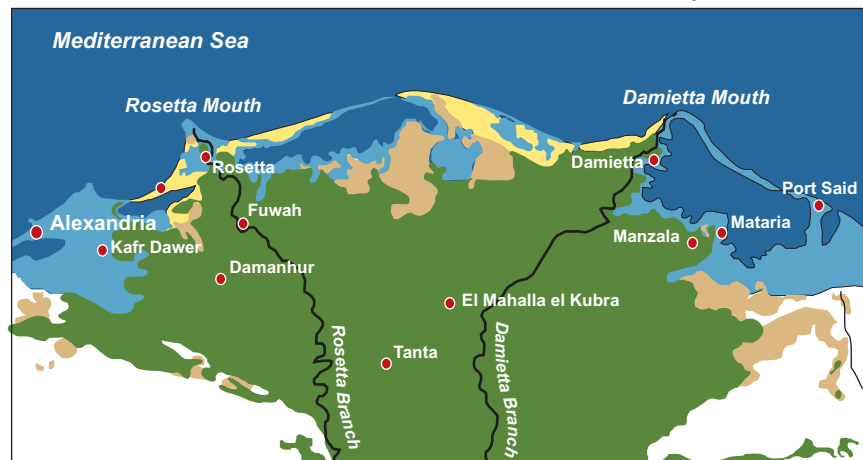 Mediterranean Sea
Rosetta Mouth
Damietta Mouth
Damietta
Rosetta
Port Said
Alexandria
Fuwah
Mataria
Manzala
Kafr Dawer
Damanhur
El Mahalla el Kubra
Tanta
Rosetta Branch
Damietta Branch